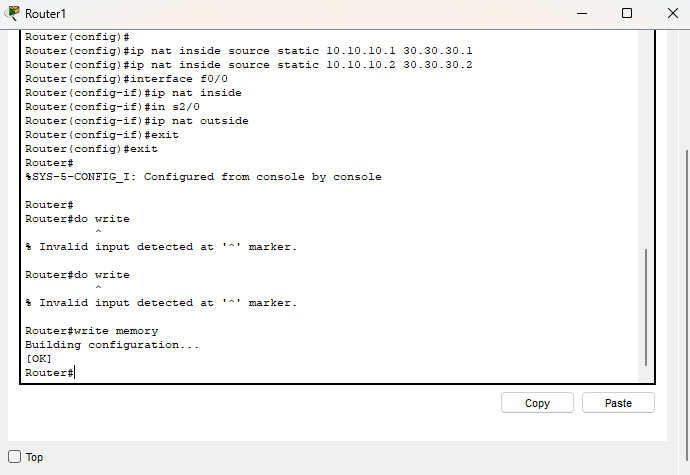 Router1
Router(config)#
Router(config)#ip nat inside source static 10.10.10.1 30.30.30.1
Router(config)#ip nat inside source static 10.10.10.2 30.30.30.2
Router(config)#interface f0/0
Router(config-if)#ip nat inside
Router(config-if)#in s2/0
Router(config-if)#ip nat outside
Router(config-if)#exit
Router(config)#exit
Router#
%SYS-5-CONFIG_I: Configured from console by console
Router#
Router#do write
^
% Invalid input detected at '^' marker.
Router#do write
^
% Invalid input detected at '^' marker.
Router#write memory
Building configuration...
[OK]
Router#
Copy
Paste
Top